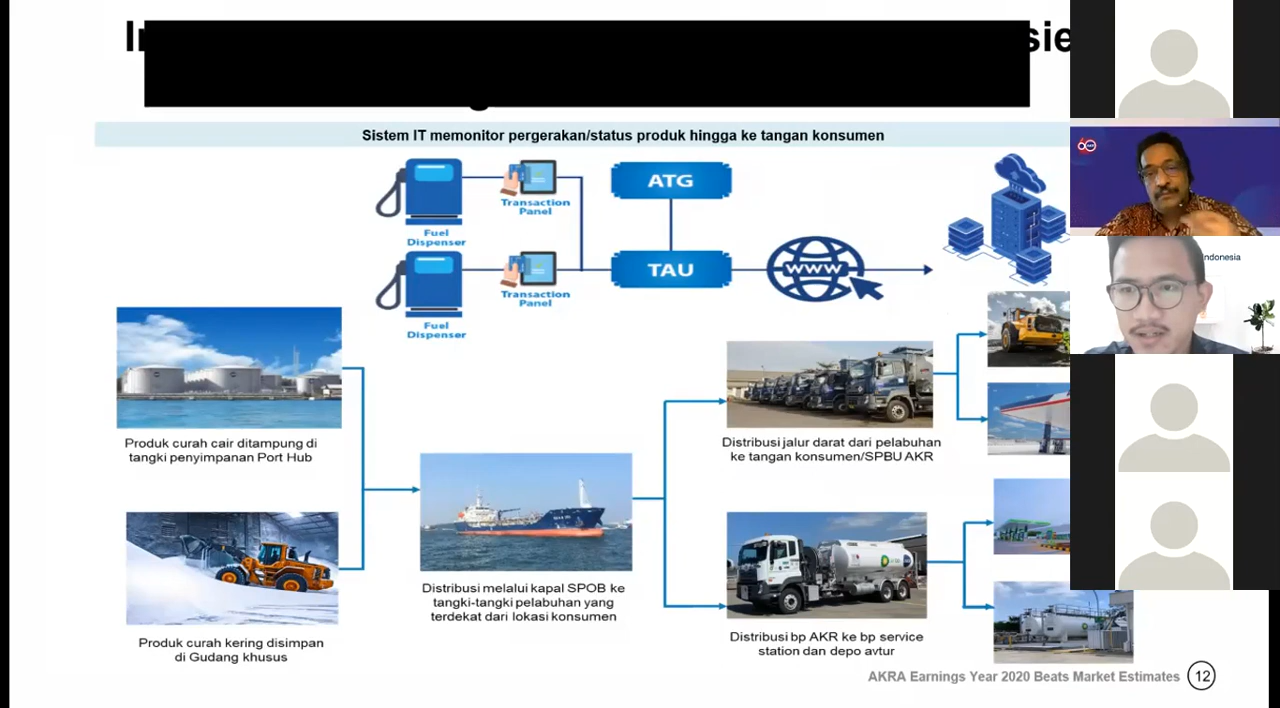 Sistem IT memonitor pergerakan/status produk hingga ke tangan konsumen
Transaction
Panel
ATG
Fuel
Dispenser
Transaction
Panel
TAU
WWW
Fuel
Dispenser
Produk curah cair ditampung di
tangki penyimpanan Port Hub
Produk curah kering disimpan
di Gudang khusus
Distribusi melalui kapal SPOB ke
tangki-tangki pelabuhan yang
terdekat dari lokasi konsumen
Distribusi jalur darat dari pelabuhan
ke tangan konsumen/SPBU AKR
Distribusi bp AKR ke bp service
station dan depo avtur
AKRA Earnings Year 2020 Beats Market Estimates 12